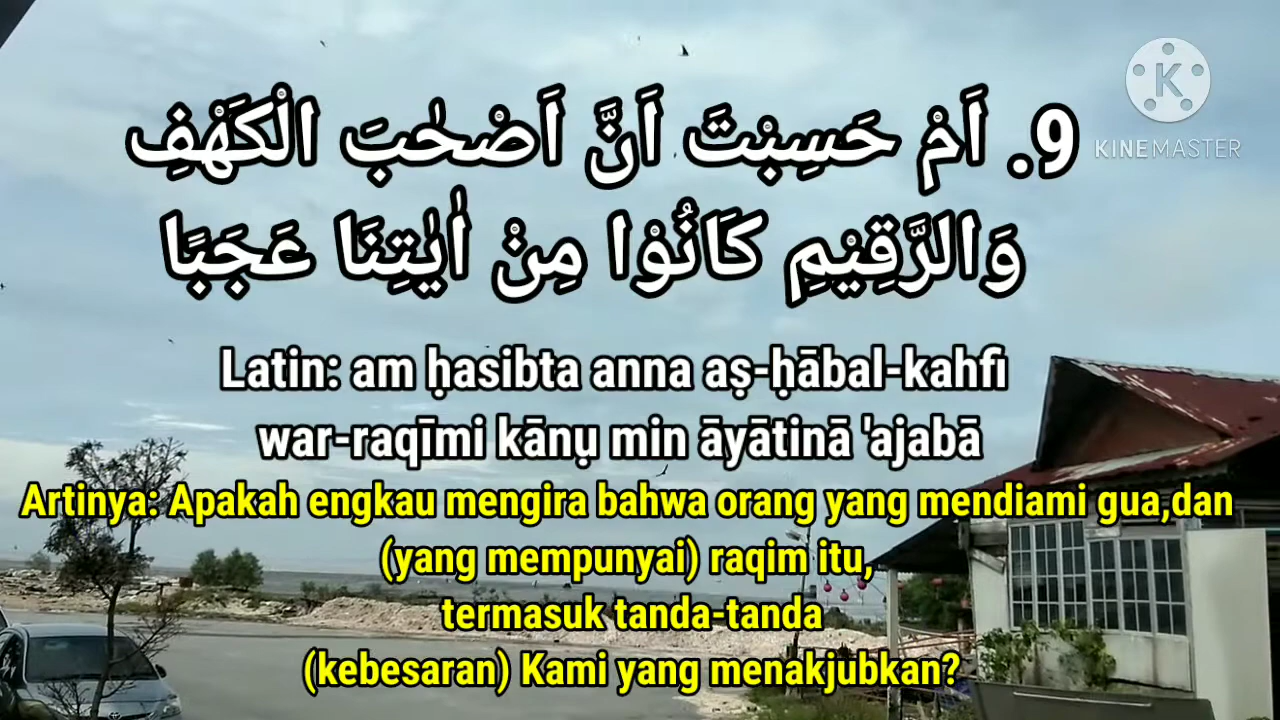 9. اَمْ حَسِبْتَ اَنَّ اَصْحٰبَ الْكَهْفِ
وَالرَّقِيْمِ كَانُوْا مِنْ اٰيٰتِنَا عَجَبًا
K
KINEMASTER
Latin: am ḥasibta anna aṣ-ḥābal-kahfi
war-raqīmi kānụ min āyātinā 'ajabā
Artinya: Apakah engkau mengira bahwa orang yang mendiami gua,dan
(yang mempunyai) raqim itu,
termasuk tanda-tanda
(kebesaran) Kami yang menakjubkan?